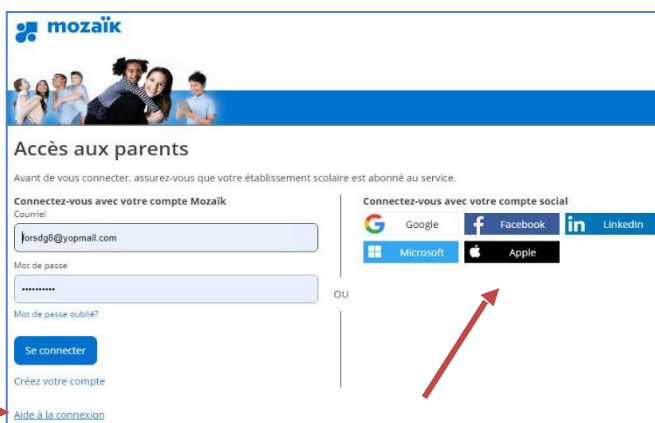 mozaïk
Accès aux parents
Avant de vous connecter, assurez-vous que votre établissement scolaire est abonné au service.
Connectez-vous avec votre compte Mozaïk
Courriel
lorsdg8@yopmail.com
Mot de passe
••••••••••
Mot de passe oublié?
Se connecter
Créez votre compte
Aide à la connexion
OU
Connectez-vous avec votre compte social
Google
Facebook
LinkedIn
Microsoft
Apple